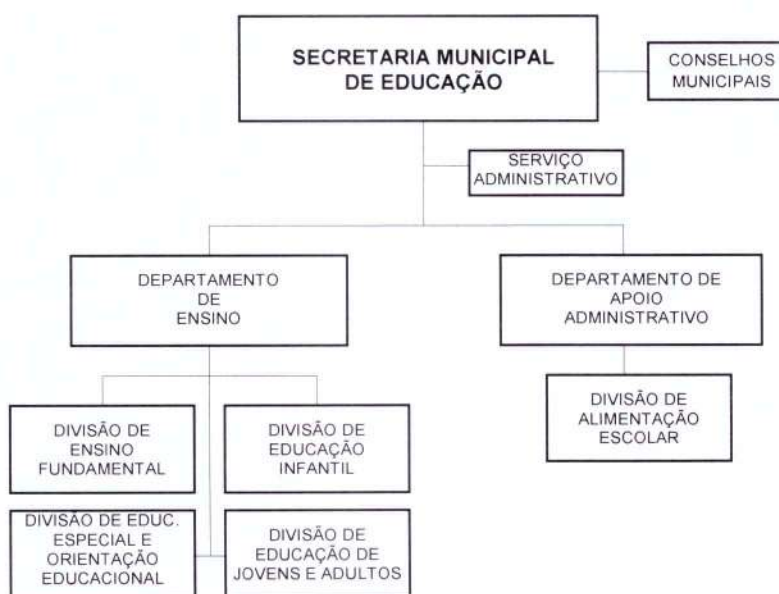 SECRETARIA MUNICIPAL
DE EDUCAÇÃO
CONSELHOS
MUNICIPAIS
SERVIÇO
ADMINISTRATIVO
DEPARTAMENTO
DE
ENSINO
DEPARTAMENTO DE
APOIO
ADMINISTRATIVO
DIVISÃO DE
ENSINO
FUNDAMENTAL
DIVISÃO DE
EDUCAÇÃO
INFANTIL
DIVISÃO DE
ALIMENTAÇÃO
ESCOLAR
DIVISÃO DE EDUC.
ESPECIAL E
ORIENTAÇÃO
EDUCACIONAL
DIVISÃO DE
EDUCAÇÃO DE
JOVENS E ADULTOS